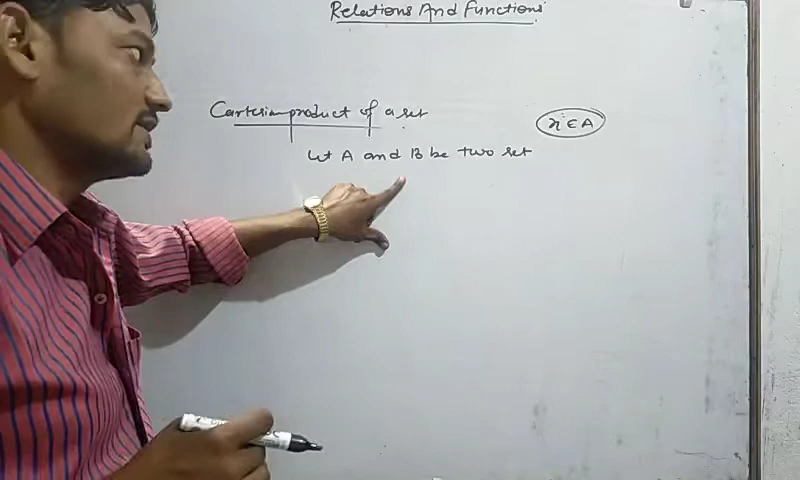 Relations And Functions
Cartesian product of a set
x ∈ A
let A and B be two set